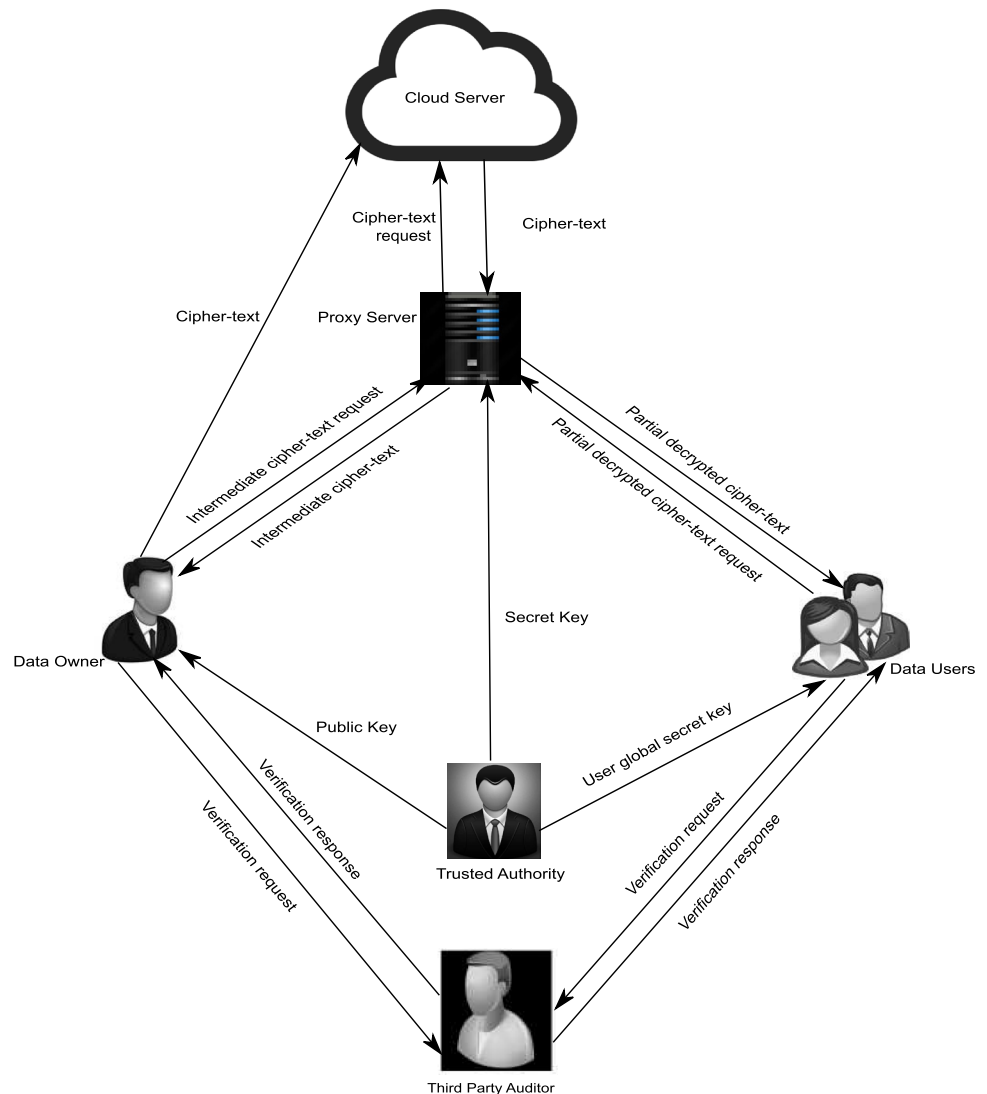 Cloud Server
Cipher-text
request
Cipher-text
Cipher-text
Proxy Server
Intermediate cipher-text request
Intermediate cipher-text
Partial decrypted cipher-text
Partial decrypted cipher-text request
Secret Key
Data Owner
Data Users
Public Key
User global secret key
Verification response
Verification request
Verification request
Verification response
Trusted Authority
Third Party Auditor